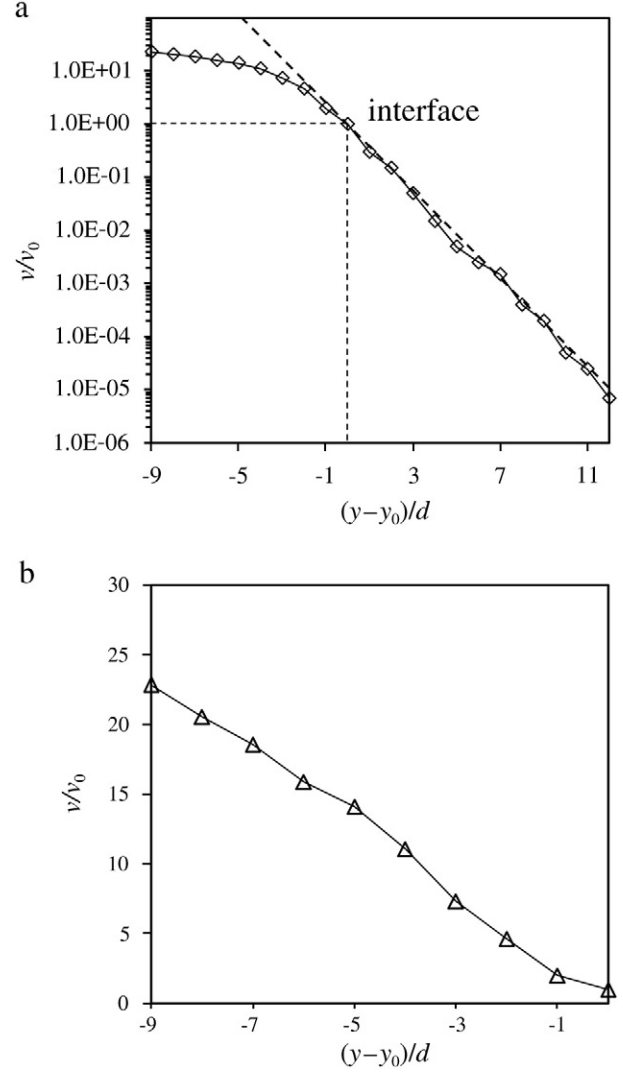 a
1.0E+01
1.0E+00
1.0E-01
1.0E-02
1.0E-03
1.0E-04
1.0E-05
1.0E-06
v/v0
interface
-9 -5 -1 3 7 11
(y−y0)/d
b
30
25
20
15
10
5
0
v/v0
-9 -7 -5 -3 -1
(y−y0)/d